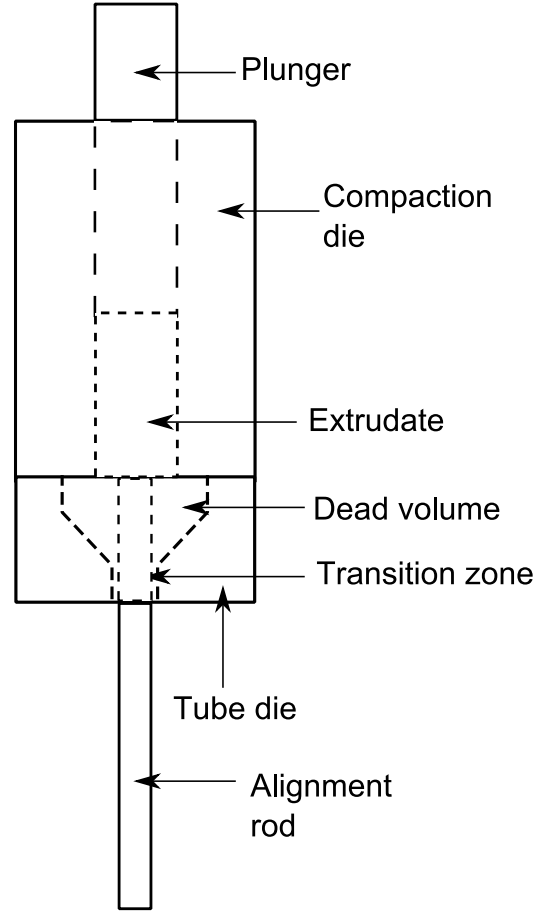 Plunger
Compaction
die
Extrudate
Dead volume
Transition zone
Tube die
Alignment
rod